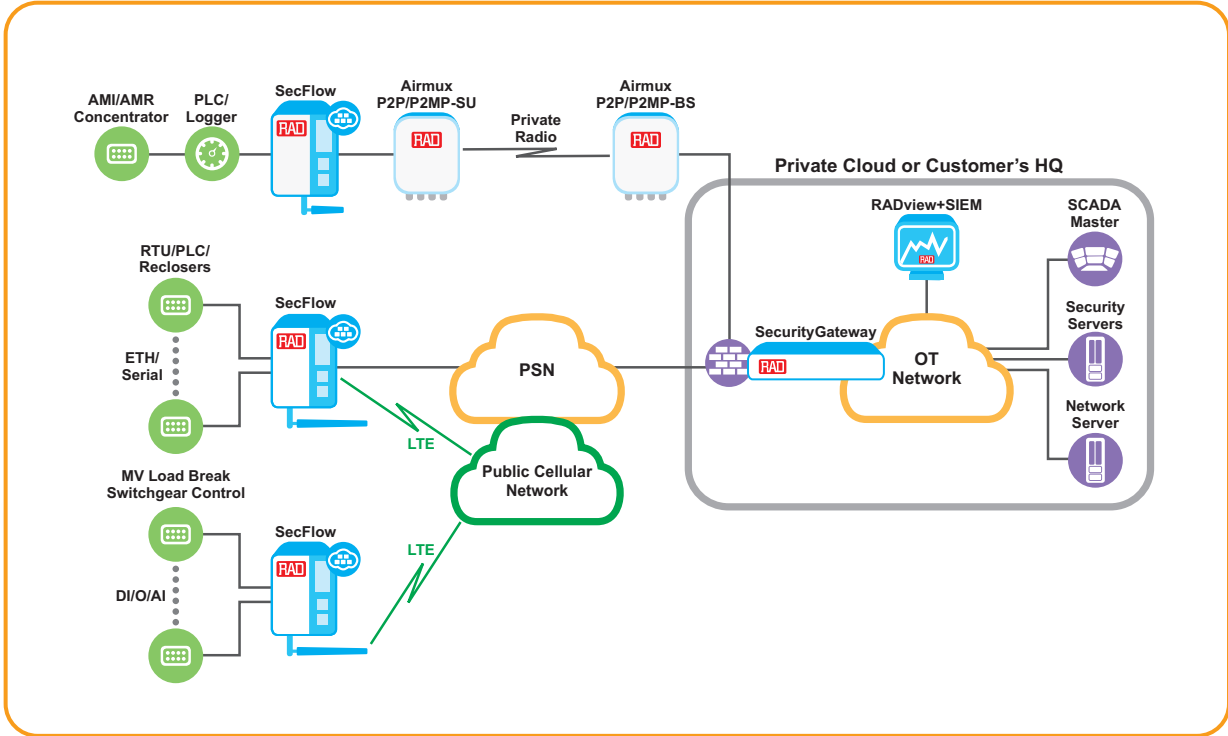 AMI/AMR
Concentrator
PLC/
Logger
SecFlow
RAD
Airmux
P2P/P2MP-SU
RAD
Private
Radio
Airmux
P2P/P2MP-BS
RAD
Private Cloud or Customer's HQ
RADview+SIEM
RAD
SCADA
Master
Security
Servers
Network
Server
SecurityGateway
RAD
OT
Network
RTU/PLC/
Reclosers
ETH/
Serial
SecFlow
RAD
PSN
LTE
Public Cellular
Network
LTE
MV Load Break
Switchgear Control
DI/O/AI
SecFlow
RAD